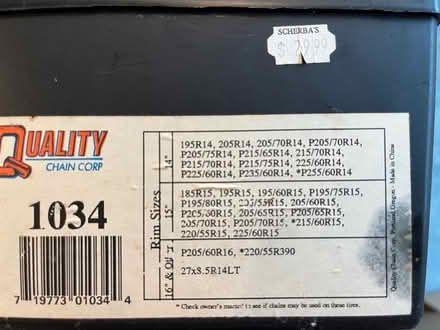 SCHERBA'S
QUALITY
CHAIN CORP
1034
7 19773 01034 4
Rim Sizes
14"
195R14, 205R14, 205/70R14, P205/70R14,
P205/75R14, P215/65R14, 215/70R14,
P215/70R14, P215/75R14, 225/60R14,
P225/60R14, P235/60R14, *P255/60R14
15"
185R15, 195R15, 195/60R15, P195/75R15,
P195/80R15, 205/55R15, 205/60R15,
P205/60R15, 205/65R15, P205/65R15,
205/70R15, P205/70R15, *215/60R15,
220/55R15, 225/60R15
16" &
P205/60R16, *220/55R390
27x8.5R14LT
* Check owner's manual to see if chains may be used on these tires.
Quality Chain Corp., Portland, Oregon - Made in China